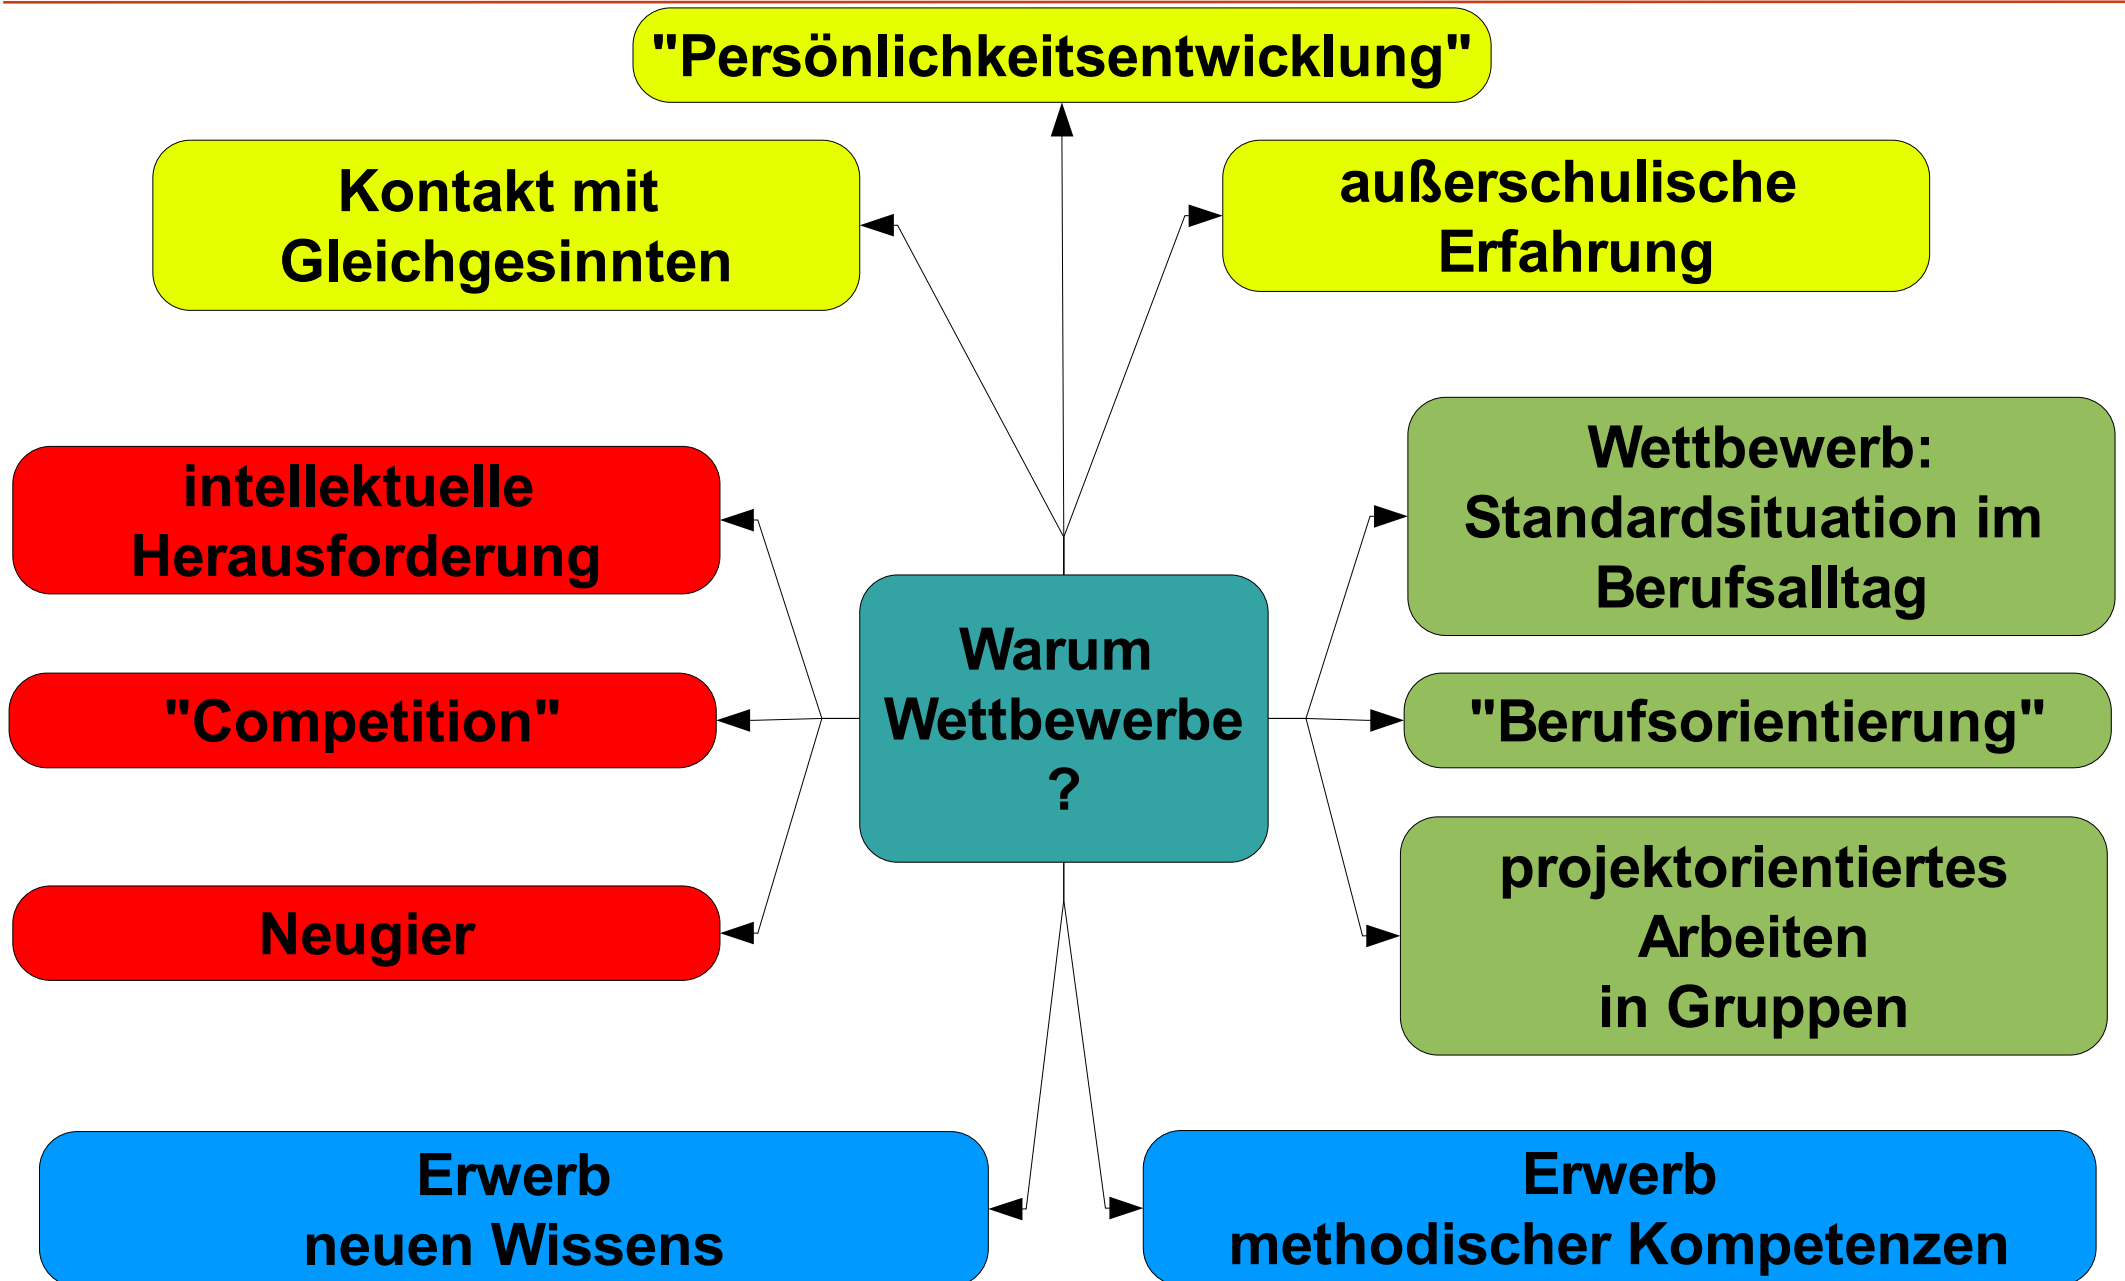 "Persönlichkeitsentwicklung"
Kontakt mit
Gleichgesinnten
außerschulische
Erfahrung
intellektuelle
Herausforderung
"Competition"
Neugier
Warum
Wettbewerbe
?
Wettbewerb:
Standardsituation im
Berufsalltag
"Berufsorientierung"
projektorientiertes
Arbeiten
in Gruppen
Erwerb
neuen Wissens
Erwerb
methodischer Kompetenzen